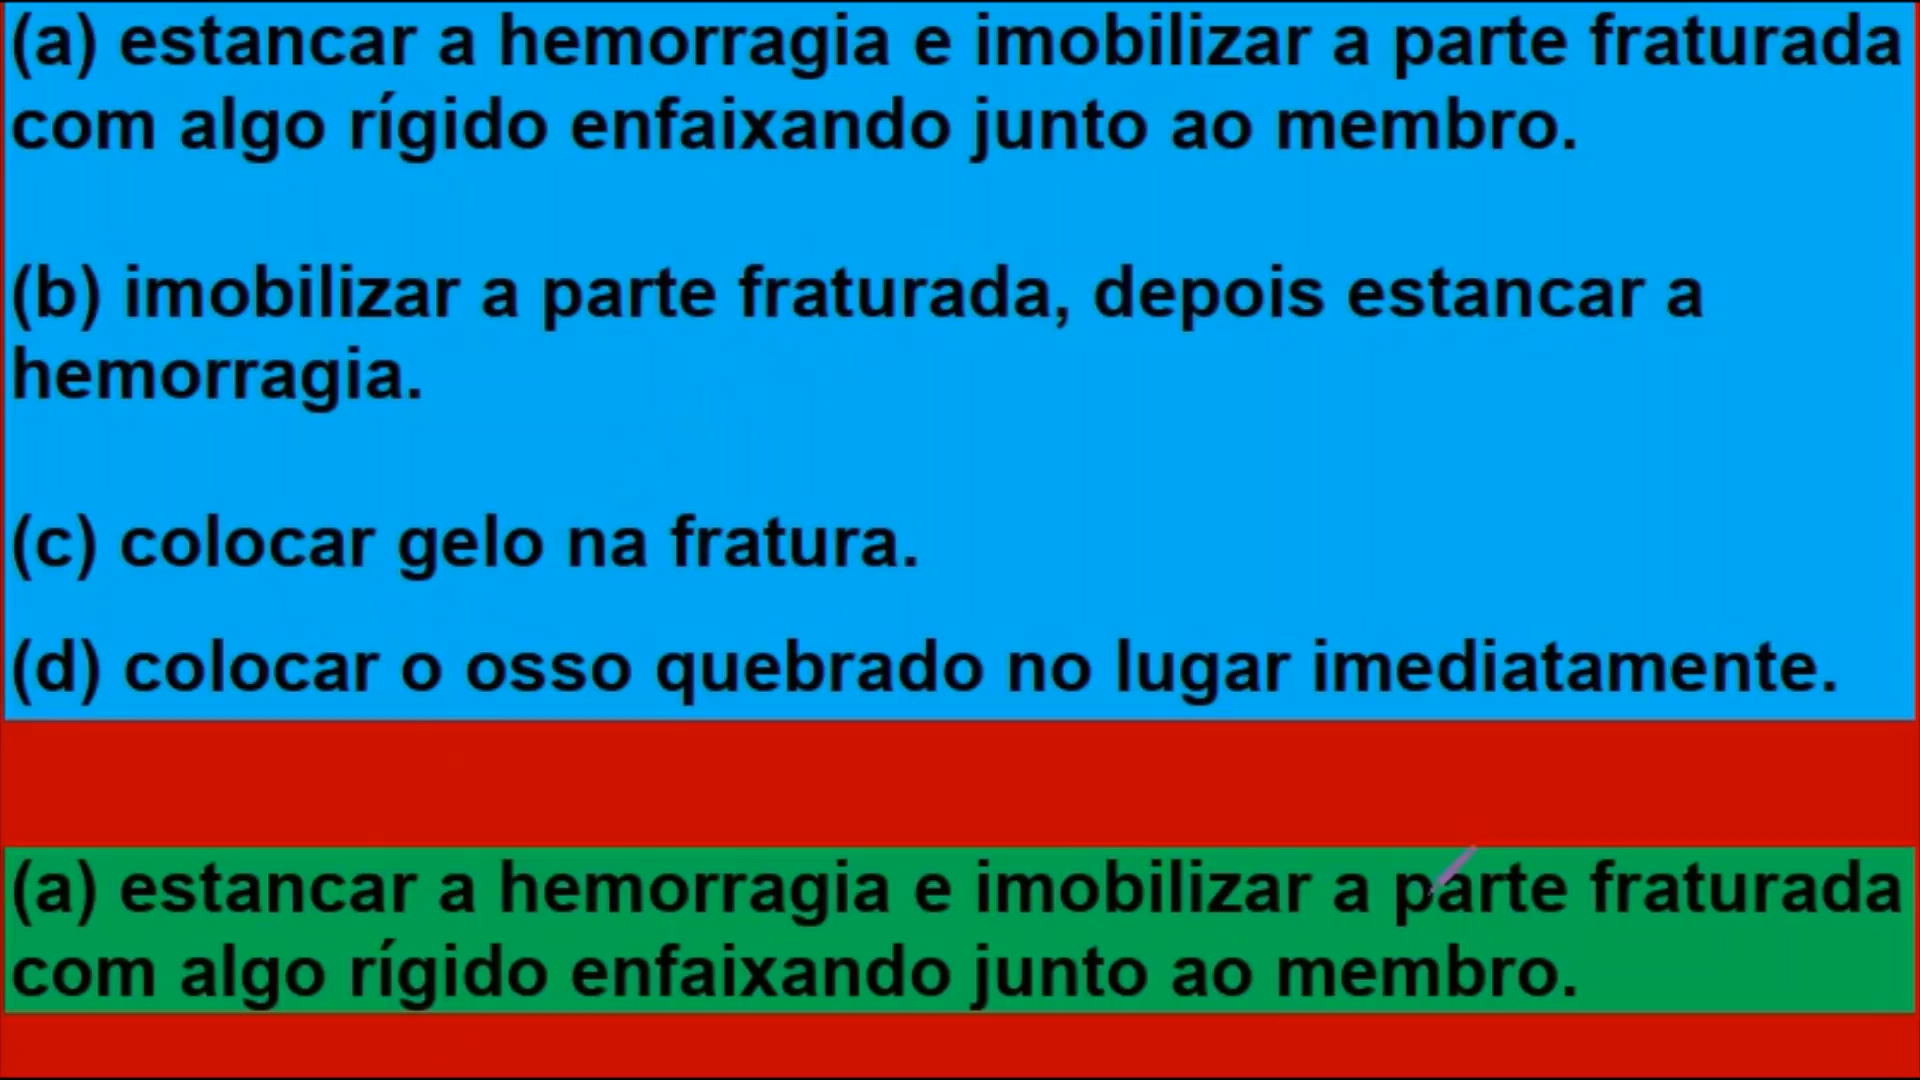 (a) estancar a hemorragia e imobilizar a parte fraturada
com algo rígido enfaixando junto ao membro.
(b) imobilizar a parte fraturada, depois estancar a
hemorragia.
(c) colocar gelo na fratura.
(d) colocar o osso quebrado no lugar imediatamente.
(a) estancar a hemorragia e imobilizar a parte fraturada
com algo rígido enfaixando junto ao membro.